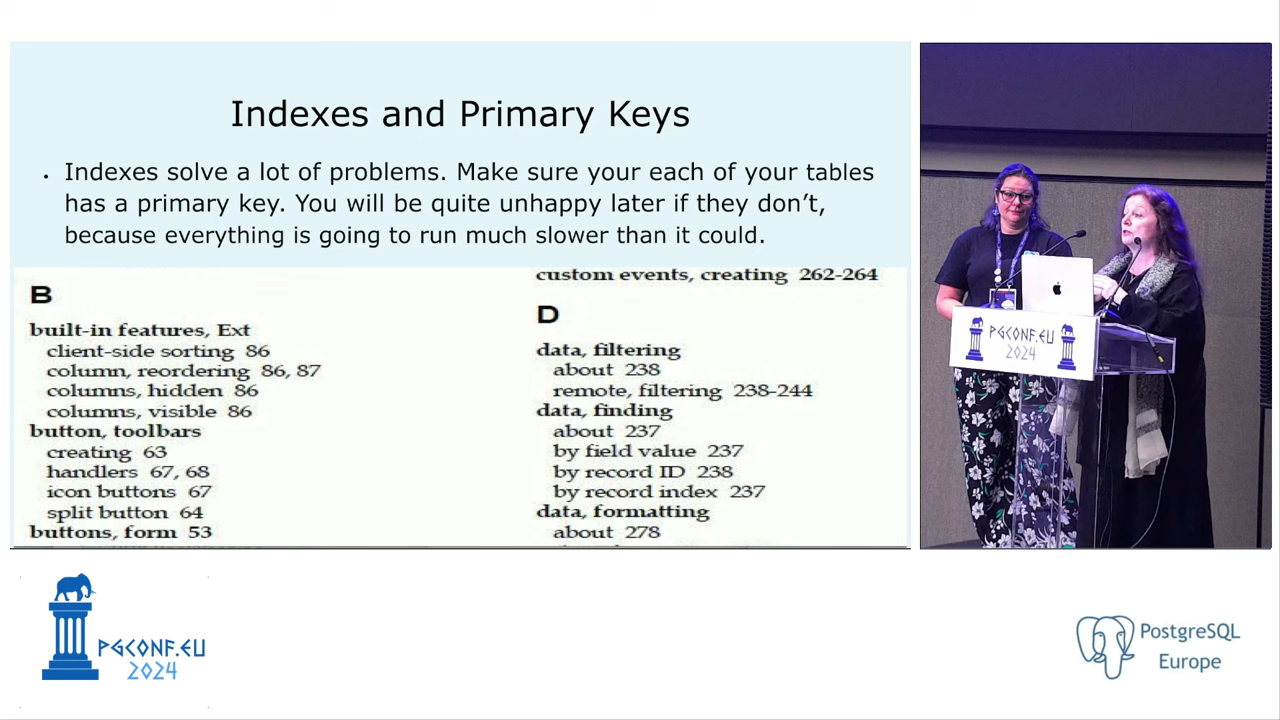 Indexes and Primary Keys
• Indexes solve a lot of problems. Make sure your each of your tables
has a primary key. You will be quite unhappy later if they don’t,
because everything is going to run much slower than it could.
B
built-in features, Ext
client-side sorting 86
column, reordering 86, 87
columns, hidden 86
columns, visible 86
button, toolbars
creating 63
handlers 67, 68
icon buttons 67
split button 64
buttons, form 53
custom events, creating 262-264
D
data, filtering
about 238
remote, filtering 238-244
data, finding
about 237
by field value 237
by record ID 238
by record index 237
data, formatting
about 278
PGCONF.EU
2024
PGCONF.EU
2024
PostgreSQL
Europe